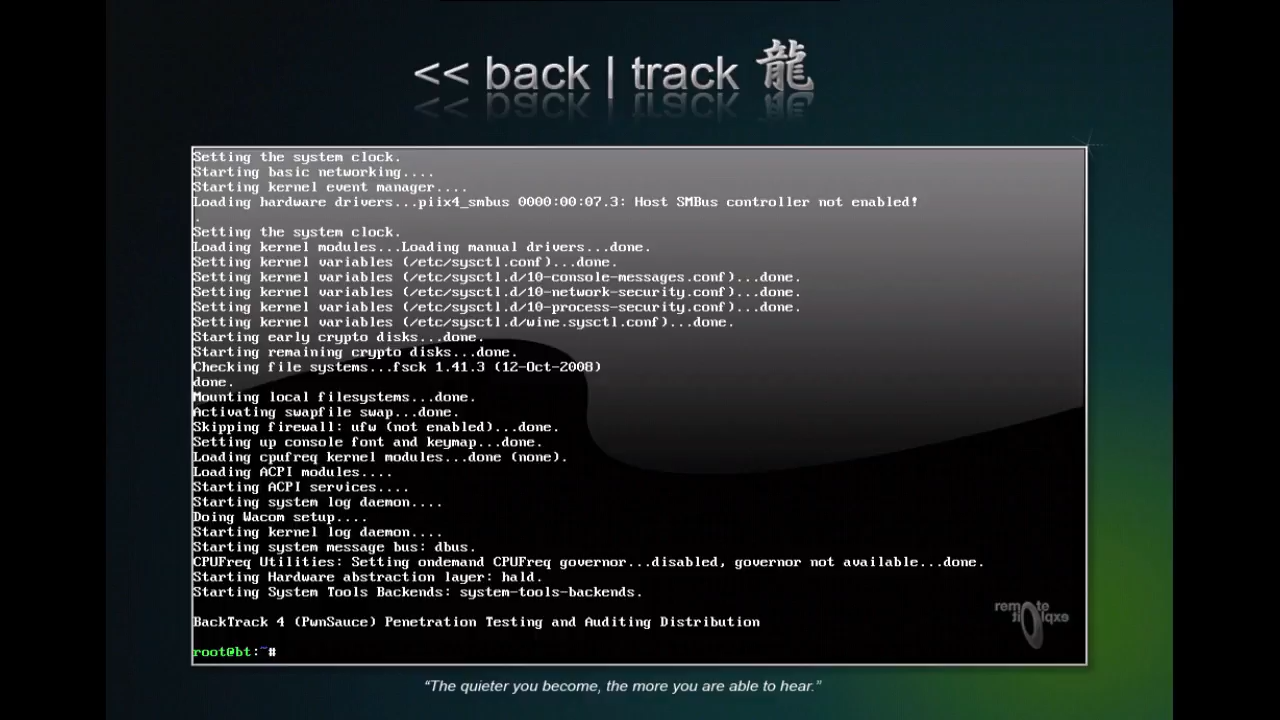 << back | track 龍
Setting the system clock.
Starting basic networking....
Starting kernel event manager....
Loading hardware drivers...piix4_smbus 0000:00:07.3: Host SMBus controller not enabled!
.
Setting the system clock.
Loading kernel modules...Loading manual drivers...done.
Setting kernel variables (/etc/sysctl.conf)...done.
Setting kernel variables (/etc/sysctl.d/10-console-messages.conf)...done.
Setting kernel variables (/etc/sysctl.d/10-network-security.conf)...done.
Setting kernel variables (/etc/sysctl.d/10-process-security.conf)...done.
Setting kernel variables (/etc/sysctl.d/wine.sysctl.conf)...done.
Starting early crypto disks...done.
Starting remaining crypto disks...done.
Checking file systems...fsck 1.41.3 (12-Oct-2008)
done.
Mounting local filesystems...done.
Activating swapfile swap...done.
Skipping firewall: ufw (not enabled)...done.
Setting up console font and keymap...done.
Loading cpufreq kernel modules...done (none).
Loading ACPI modules....
Starting ACPI services....
Starting system log daemon....
Doing Wacom setup....
Starting kernel log daemon....
Starting system message bus: dbus.
CPUFreq Utilities: Setting ondemand CPUFreq governor...disabled, governor not available...done.
Starting Hardware abstraction layer: hald.
Starting System Tools Backends: system-tools-backends.
remote
exploit
BackTrack 4 (PwnSauce) Penetration Testing and Auditing Distribution
root@bt:~#
“The quieter you become, the more you are able to hear.”